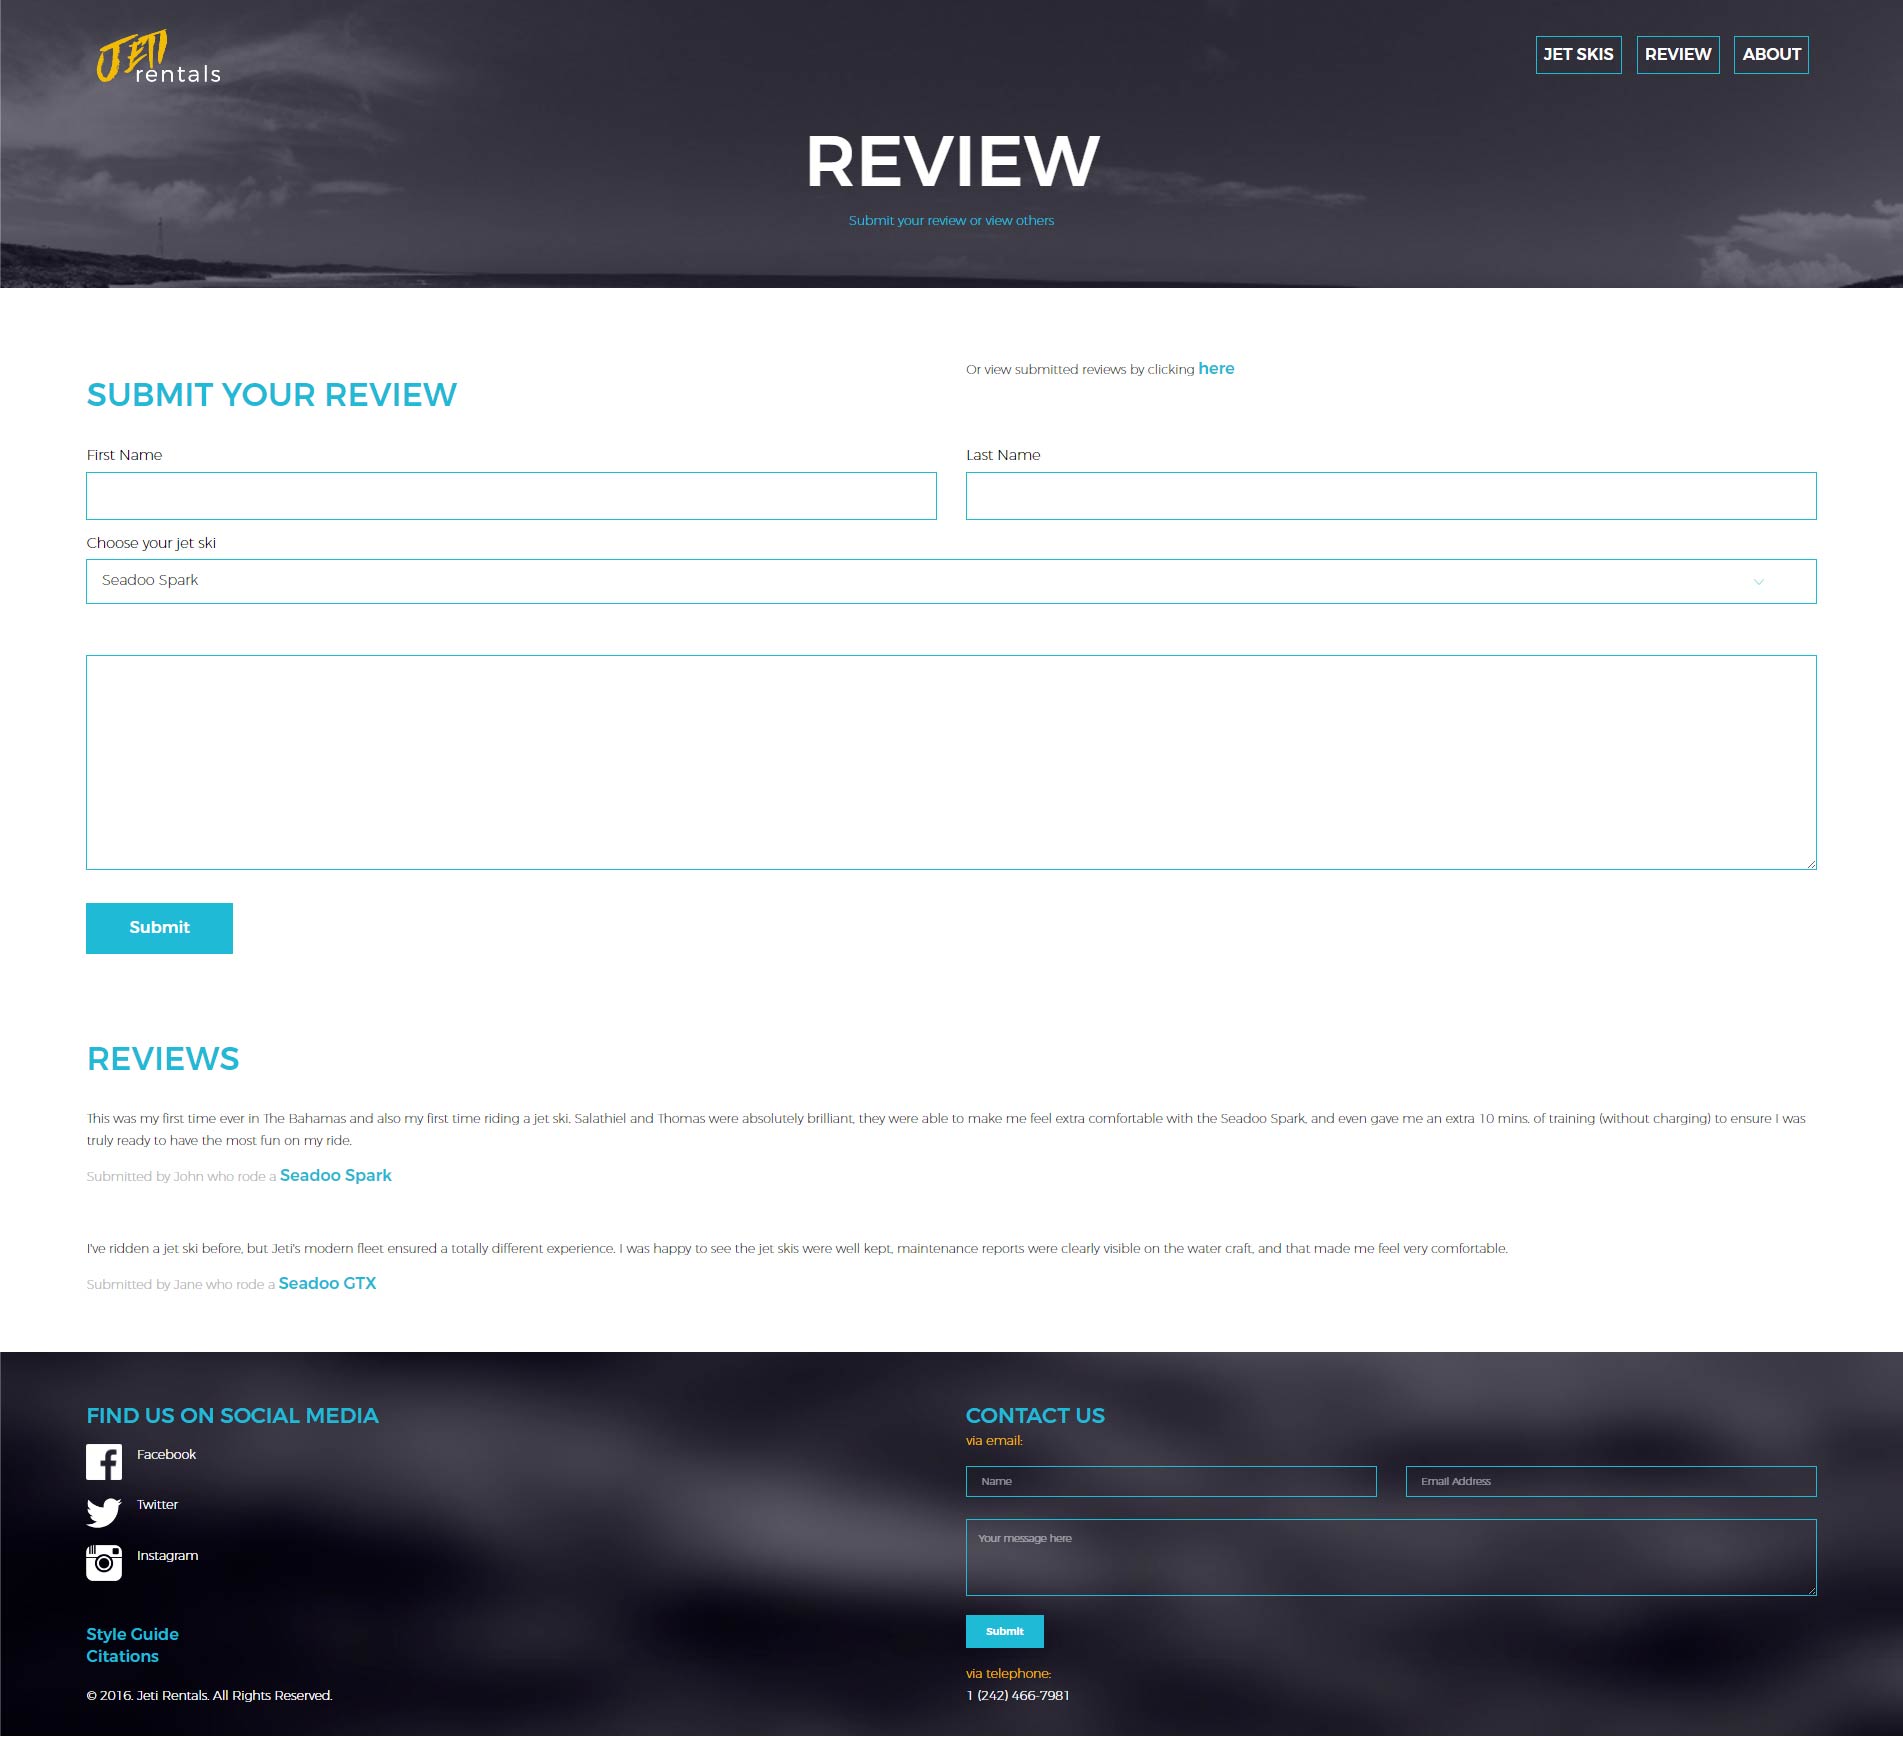 JETI
rentals
JET SKIS
REVIEW
ABOUT
REVIEW
Submit your review or view others
Or view submitted reviews by clicking here
SUBMIT YOUR REVIEW
First Name
Last Name
Choose your jet ski
Seadoo Spark
Submit
REVIEWS
This was my first time ever in The Bahamas and also my first time riding a jet ski. Salathiel and Thomas were absolutely brilliant, they were able to make me feel extra comfortable with the Seadoo Spark, and even gave me an extra 10 mins. of training (without charging) to ensure I was
truly ready to have the most fun on my ride.
Submitted by John who rode a Seadoo Spark
I've ridden a jet ski before, but Jeti's modern fleet ensured a totally different experience. I was happy to see the jet skis were well kept, maintenance reports were clearly visible on the water craft, and that made me feel very comfortable.
Submitted by Jane who rode a Seadoo GTX
FIND US ON SOCIAL MEDIA
Facebook
Twitter
Instagram
Style Guide
Citations
© 2016. Jeti Rentals. All Rights Reserved.
CONTACT US
via email:
Name
Email Address
Your message here
Submit
via telephone:
1 (242) 466-7981